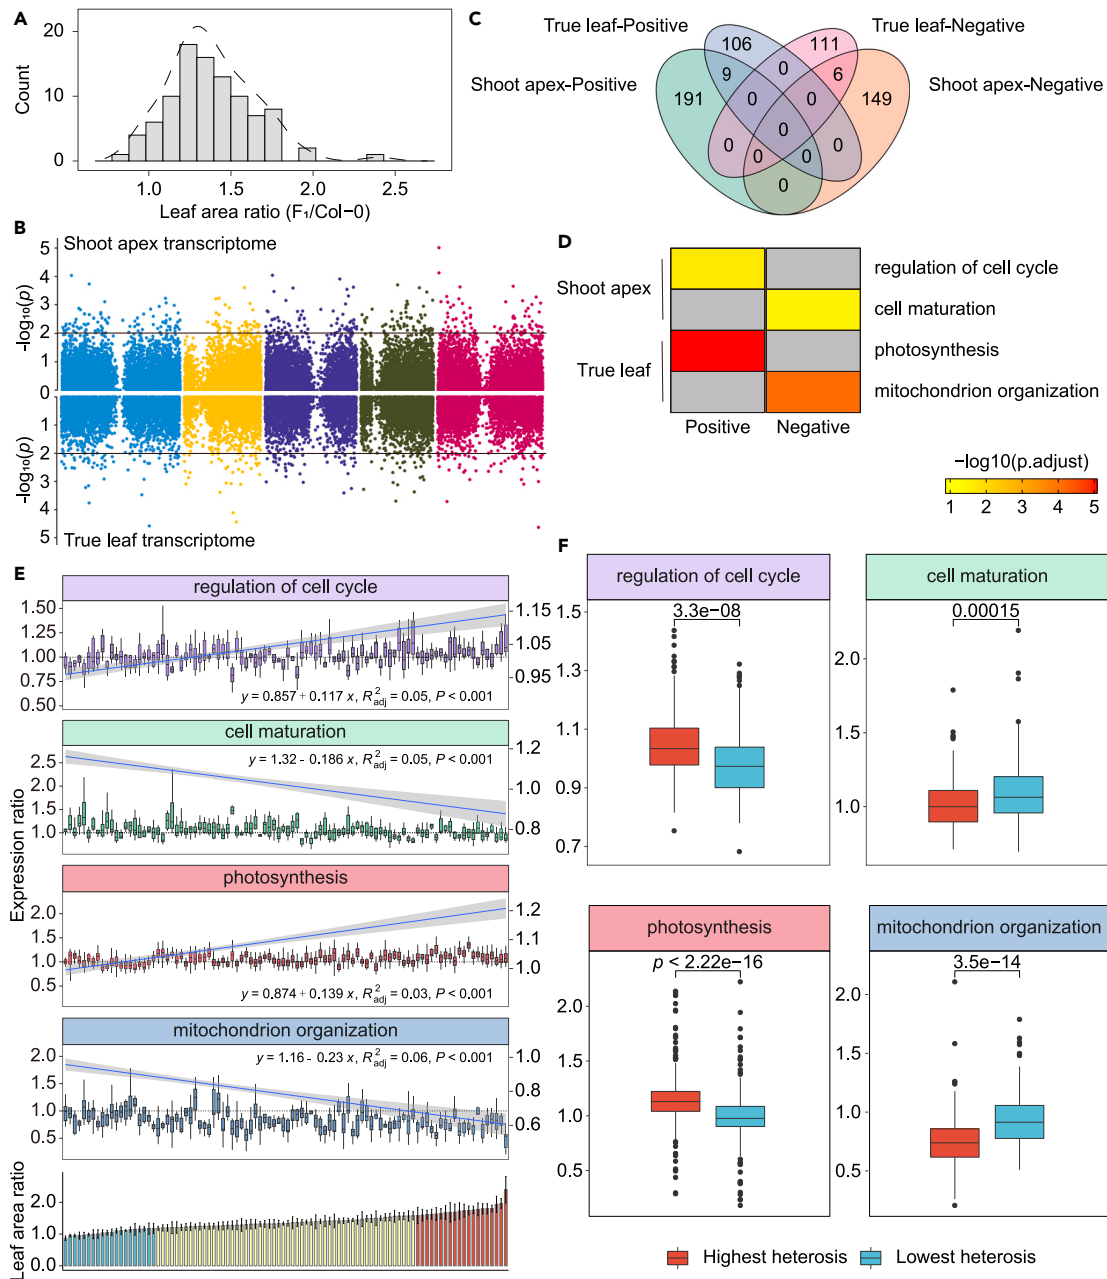 A
20
10
0
Count
1.0 1.5 2.0 2.5
Leaf area ratio (F₁/Col−0)
B
Shoot apex transcriptome
5
4
3
2
1
0
-log₁₀(p)
0
1
2
3
4
5
-log₁₀(p)
True leaf transcriptome
C
True leaf-Positive
True leaf-Negative
Shoot apex-Positive
Shoot apex-Negative
106 111
9 0 6
191 0 0 149
0
0 0 0 0
0
D
Shoot apex
True leaf
regulation of cell cycle
cell maturation
photosynthesis
mitochondrion organization
Positive Negative
−log10(p.adjust)
1 2 3 4 5
E
Expression ratio
regulation of cell cycle
1.50
1.25
1.00
0.75
0.50
1.15
1.05
0.95
y = 0.857 + 0.117 x, R²adj = 0.05, P < 0.001
cell maturation
y = 1.32 - 0.186 x, R²adj = 0.05, P < 0.001
2.5
2.0
1.5
1.0
1.2
1.0
0.8
photosynthesis
2.0
1.5
1.0
0.5
1.2
1.1
1.0
y = 0.874 + 0.139 x, R²adj = 0.03, P < 0.001
mitochondrion organization
y = 1.16 - 0.23 x, R²adj = 0.06, P < 0.001
2.0
1.5
1.0
0.5
1.0
0.8
0.6
Leaf area ratio
2.0
1.0
0.0
F
regulation of cell cycle
3.3e−08
1.5
1.3
1.1
0.9
0.7
cell maturation
0.00015
2.0
1.5
1.0
photosynthesis
p < 2.22e−16
2.0
1.5
1.0
0.5
mitochondrion organization
3.5e−14
2.0
1.5
1.0
0.5
Highest heterosis Lowest heterosis